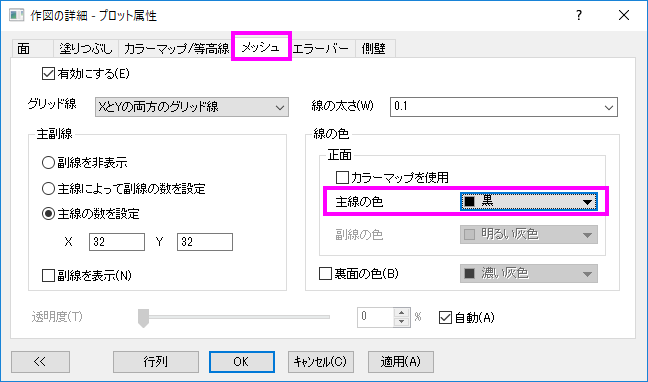 作図の詳細 - プロット属性
面 塗りつぶし カラーマップ/等高線 メッシュ エラーバー 側壁
有効にする(E)
グリッド線 XとYの両方のグリッド線 線の太さ(W) 0.1
主副線
副線を非表示
主線によって副線の数を設定
主線の数を設定
X 32 Y 32
副線を表示(N)
線の色
正面
カラーマップを使用
主線の色 黒
副線の色 明るい灰色
裏面の色(B) 濃い灰色
透明度(T) 0 % 自動(A)
<< 行列 OK キャンセル(C) 適用(A)